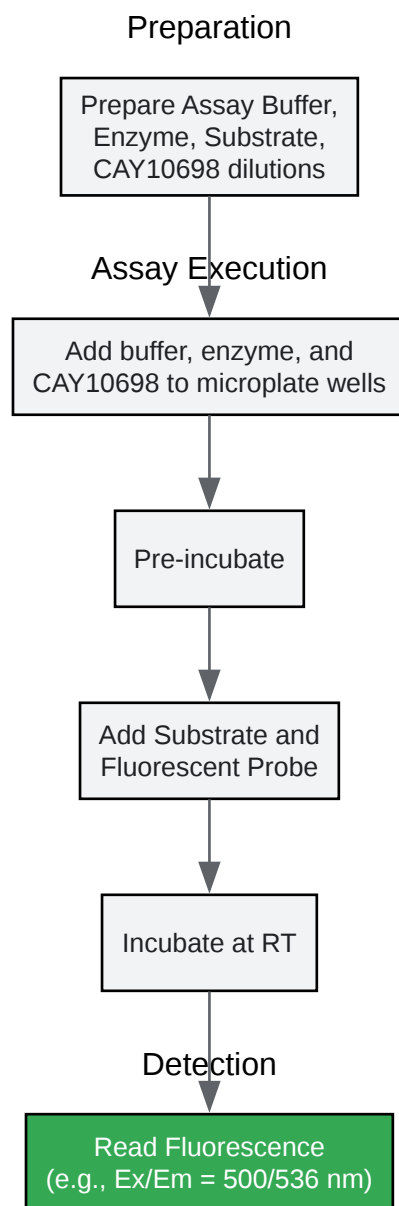 Preparation
Prepare Assay Buffer,
Enzyme, Substrate,
CAY10698 dilutions
Assay Execution
Add buffer, enzyme, and
CAY10698 to microplate wells
Pre-incubate
Add Substrate and
Fluorescent Probe
Incubate at RT
Detection
Read Fluorescence
(e.g., Ex/Em = 500/536 nm)